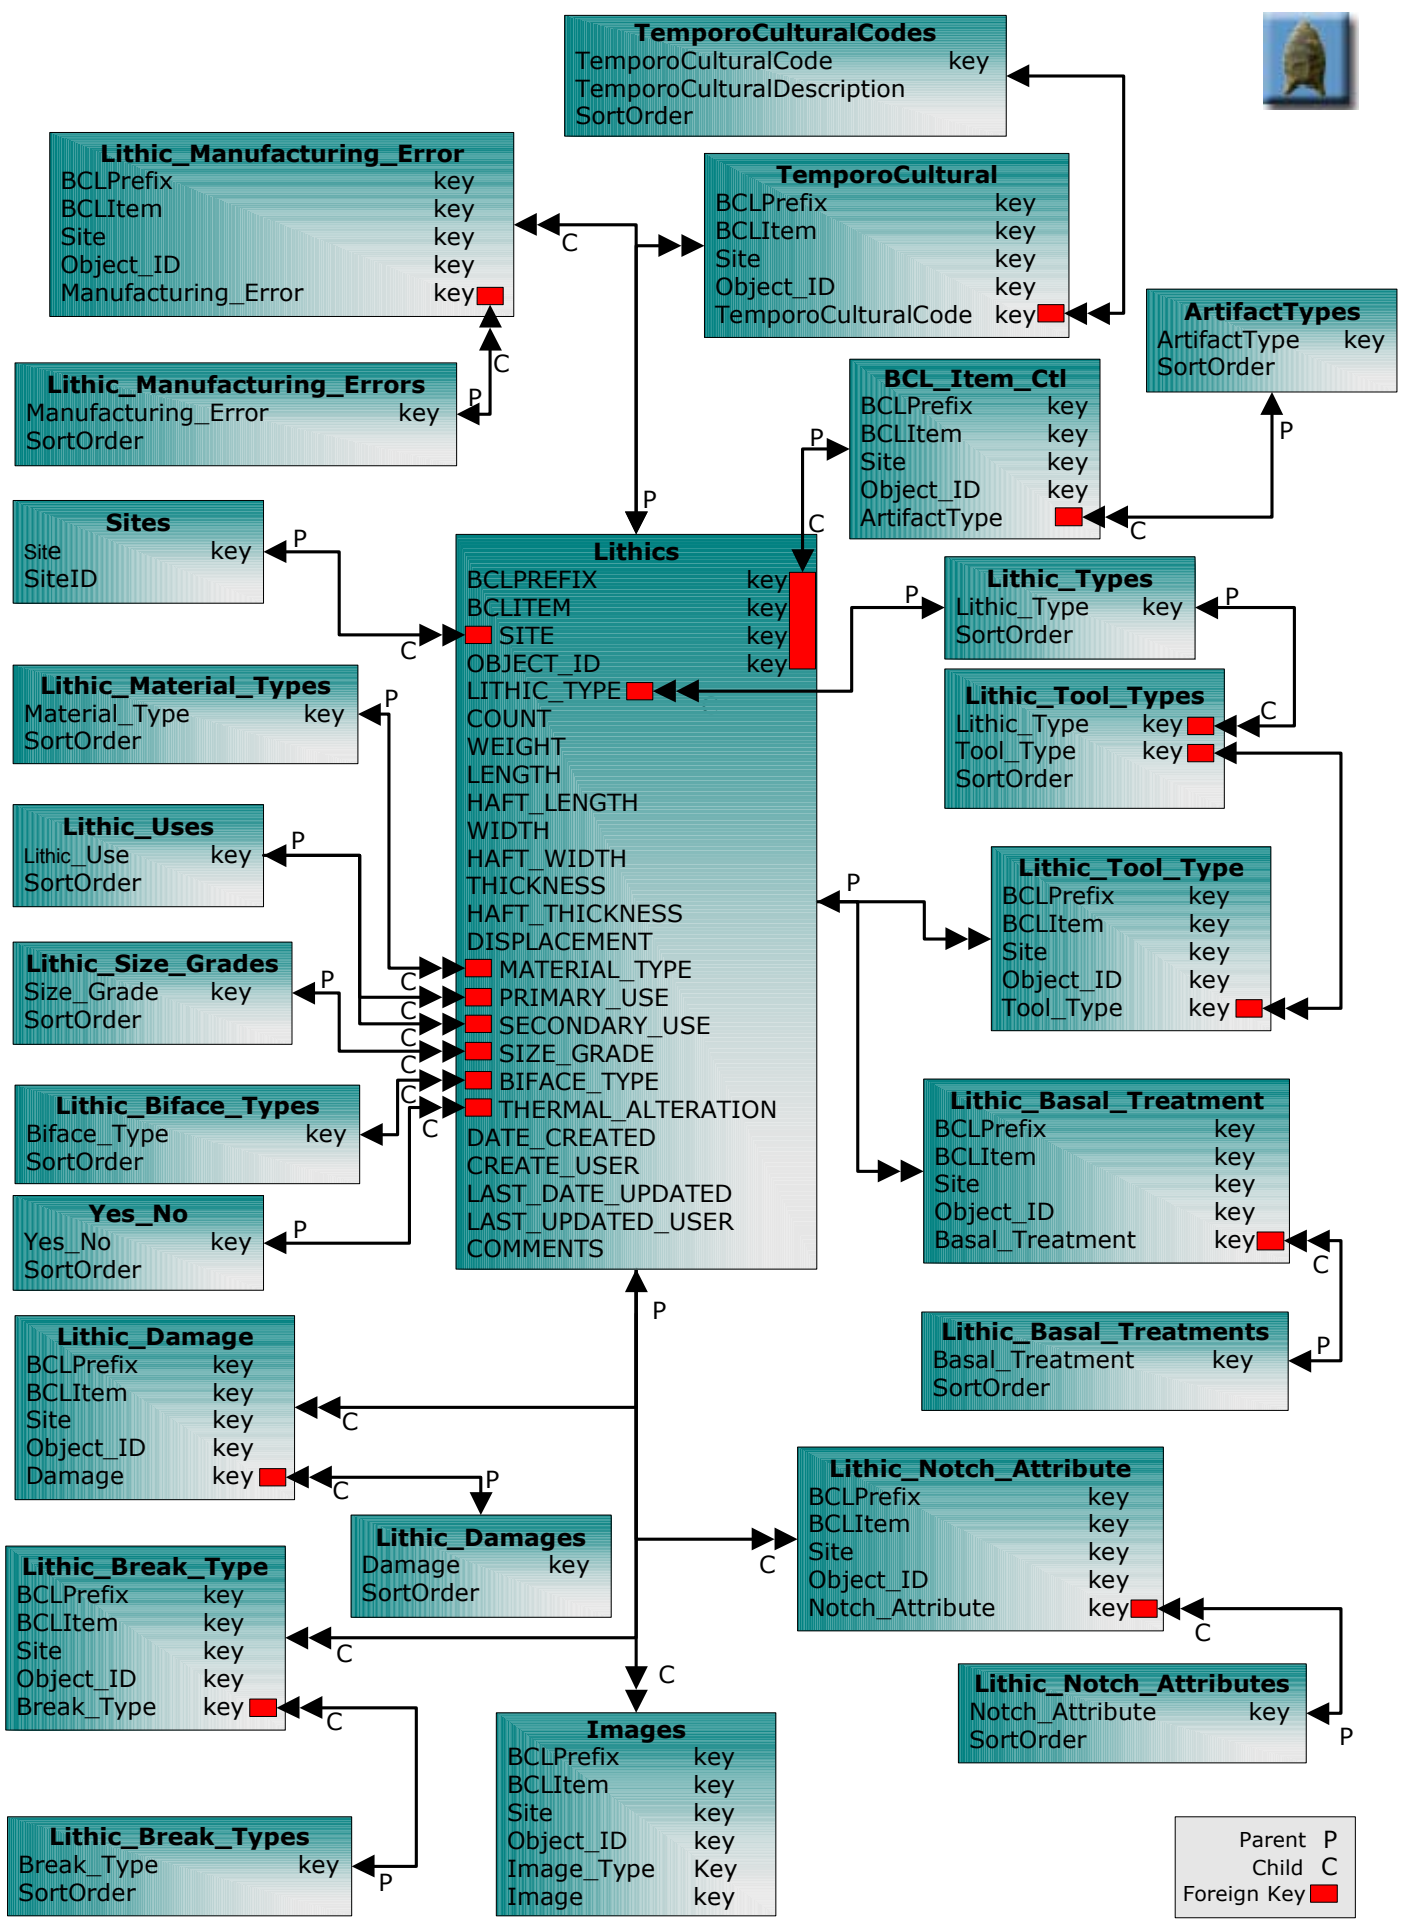 TemporoCulturalCodes
TemporoCulturalCode key
TemporoCulturalDescription
SortOrder
Lithic_Manufacturing_Error
BCLPrefix key
BCLItem key
Site key
Object_ID key
Manufacturing_Error key
C
TemporoCultural
BCLPrefix key
BCLItem key
Site key
Object_ID key
TemporoCulturalCode key
ArtifactTypes
ArtifactType key
SortOrder
P
C
Lithic_Manufacturing_Errors
Manufacturing_Error key
SortOrder
P
C
BCL_Item_Ctl
BCLPrefix key
BCLItem key
Site key
Object_ID key
ArtifactType
P
C
P
Sites
Site key
SiteID
P
C
Lithics
BCLPREFIX key
BCLITEM key
SITE key
OBJECT_ID key
LITHIC_TYPE
COUNT
WEIGHT
LENGTH
HAFT_LENGTH
WIDTH
HAFT_WIDTH
THICKNESS
HAFT_THICKNESS
DISPLACEMENT
MATERIAL_TYPE
PRIMARY_USE
SECONDARY_USE
SIZE_GRADE
BIFACE_TYPE
THERMAL_ALTERATION
DATE_CREATED
CREATE_USER
LAST_DATE_UPDATED
LAST_UPDATED_USER
COMMENTS
P
Lithic_Types
Lithic_Type key
SortOrder
P
Lithic_Tool_Types
Lithic_Type key
Tool_Type key
SortOrder
C
Lithic_Material_Types
Material_Type key
SortOrder
P
Lithic_Uses
Lithic_Use key
SortOrder
P
Lithic_Tool_Type
BCLPrefix key
BCLItem key
Site key
Object_ID key
Tool_Type key
P
Lithic_Size_Grades
Size_Grade key
SortOrder
P
C
C
C
C
C
C
Lithic_Biface_Types
Biface_Type key
SortOrder
Lithic_Basal_Treatment
BCLPrefix key
BCLItem key
Site key
Object_ID key
Basal_Treatment key
C
Yes_No
Yes_No key
SortOrder
P
P
Lithic_Basal_Treatments
Basal_Treatment key
SortOrder
P
Lithic_Damage
BCLPrefix key
BCLItem key
Site key
Object_ID key
Damage key
C
C
P
Lithic_Damages
Damage key
SortOrder
Lithic_Notch_Attribute
BCLPrefix key
BCLItem key
Site key
Object_ID key
Notch_Attribute key
C
C
Lithic_Break_Type
BCLPrefix key
BCLItem key
Site key
Object_ID key
Break_Type key
C
C
C
Lithic_Notch_Attributes
Notch_Attribute key
SortOrder
P
Images
BCLPrefix key
BCLItem key
Site key
Object_ID key
Image_Type Key
Image key
Lithic_Break_Types
Break_Type key
SortOrder
P
Parent P
Child C
Foreign Key